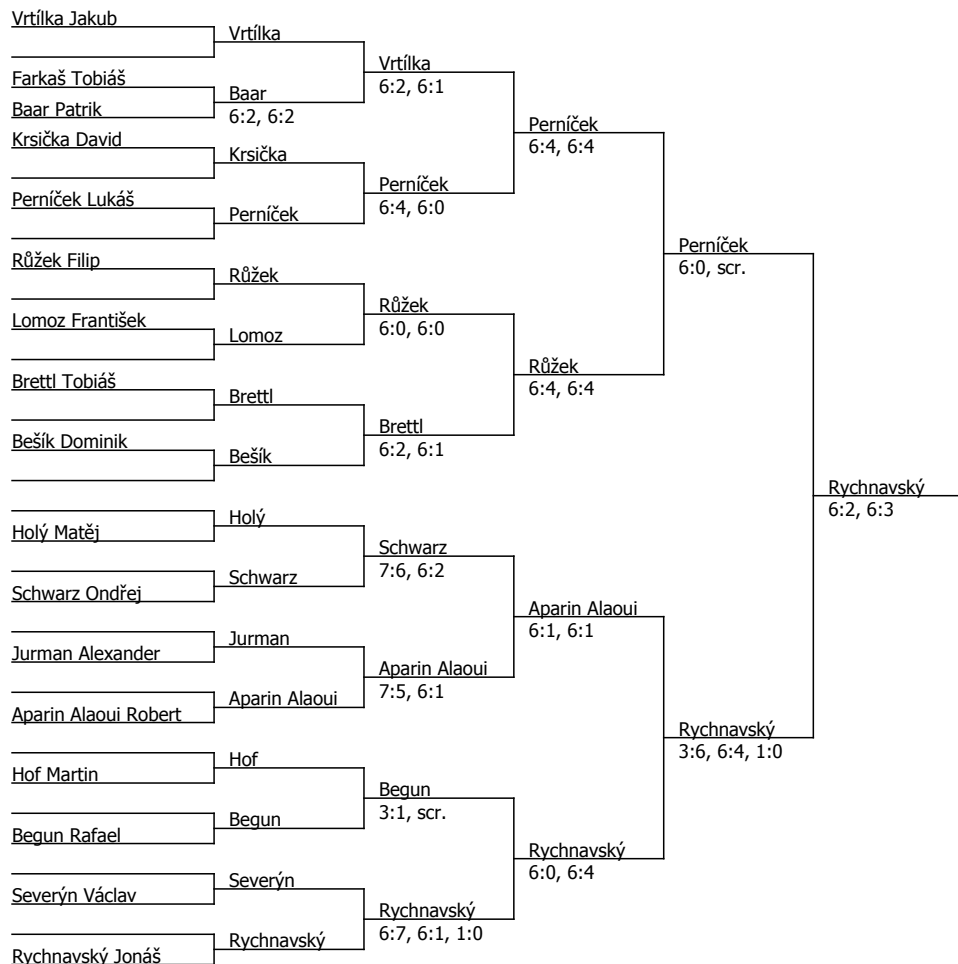 Vrtílka Jakub
Farkaš Tobiáš
Baar Patrik
Krsička David
Perníček Lukáš
Růžek Filip
Lomoz František
Brettl Tobiáš
Bešík Dominik
Holý Matěj
Schwarz Ondřej
Jurman Alexander
Aparin Alaoui Robert
Hof Martin
Begun Rafael
Severýn Václav
Rychnavský Jonáš
Vrtílka
Baar
6:2, 6:2
Krsička
Perníček
Růžek
Lomoz
Brettl
Bešík
Holý
Schwarz
Jurman
Aparin Alaoui
Hof
Begun
Severýn
Rychnavský
Vrtílka
6:2, 6:1
Perníček
6:4, 6:0
Růžek
6:0, 6:0
Brettl
6:2, 6:1
Schwarz
7:6, 6:2
Aparin Alaoui
7:5, 6:1
Begun
3:1, scr.
Rychnavský
6:7, 6:1, 1:0
Perníček
6:4, 6:4
Růžek
6:4, 6:4
Aparin Alaoui
6:1, 6:1
Rychnavský
6:0, 6:4
Perníček
6:0, scr.
Rychnavský
3:6, 6:4, 1:0
Rychnavský
6:2, 6:3